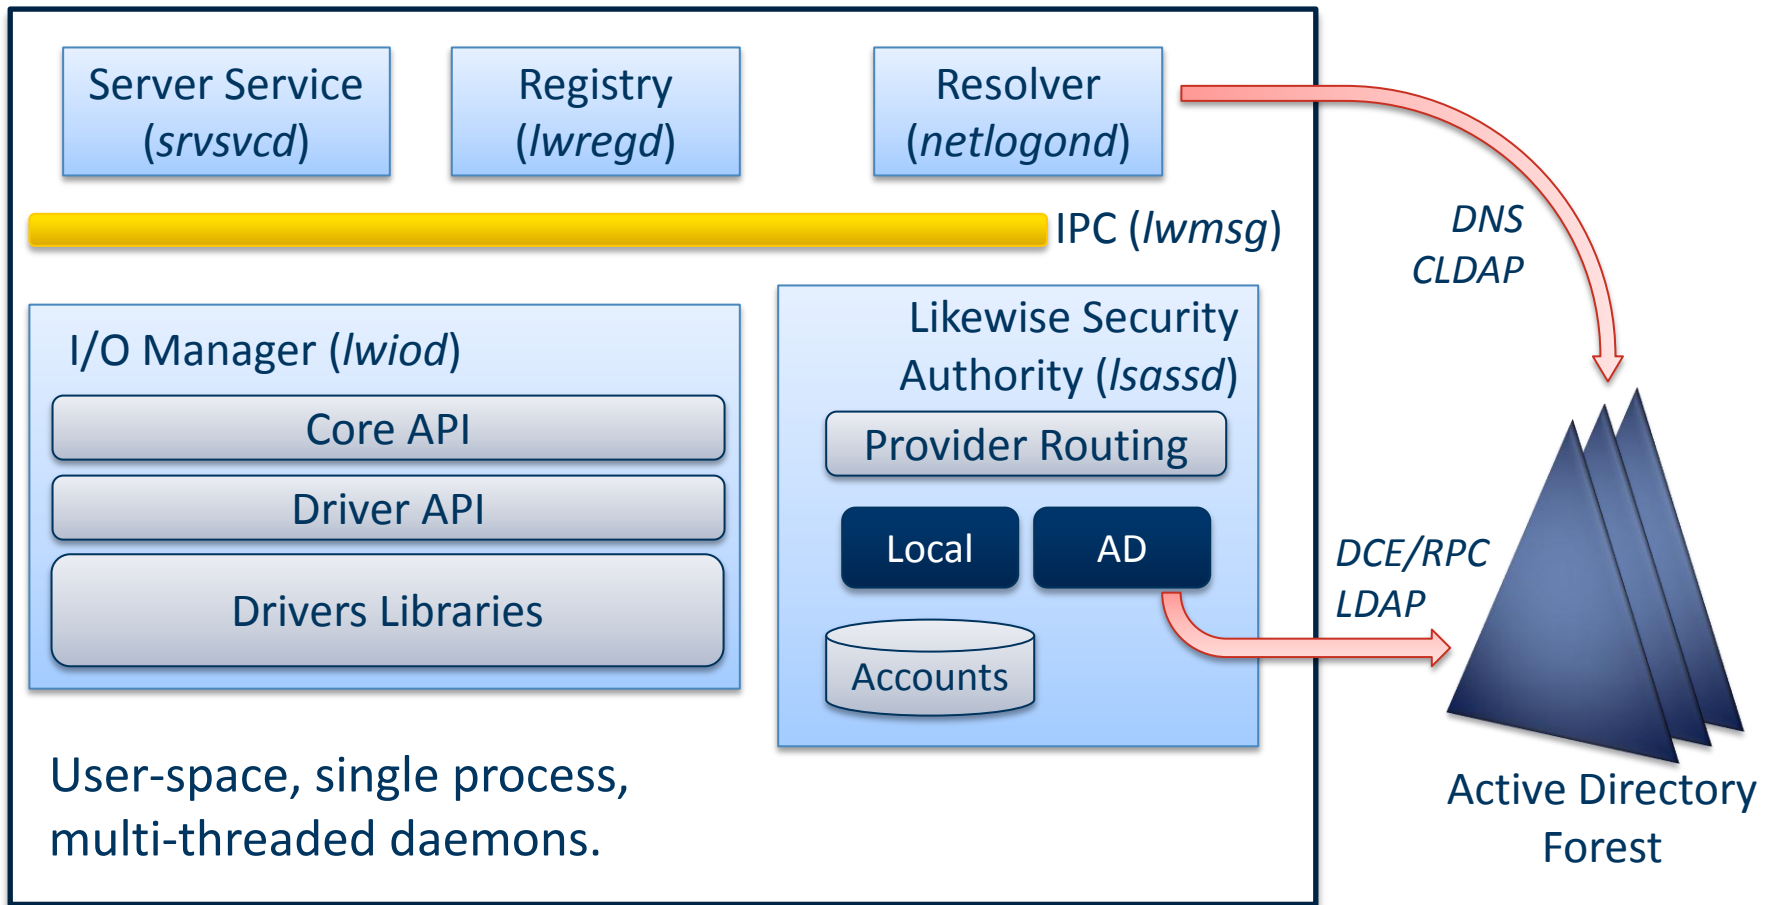 Server Service
(srvsvcd)
Registry
(lwregd)
Resolver
(netlogond)
IPC (lwmsg)
DNS
CLDAP
I/O Manager (lwiod)
Core API
Driver API
Drivers Libraries
Likewise Security
Authority (lsassd)
Provider Routing
Local
AD
Accounts
DCE/RPC
LDAP
User-space, single process,
multi-threaded daemons.
Active Directory
Forest